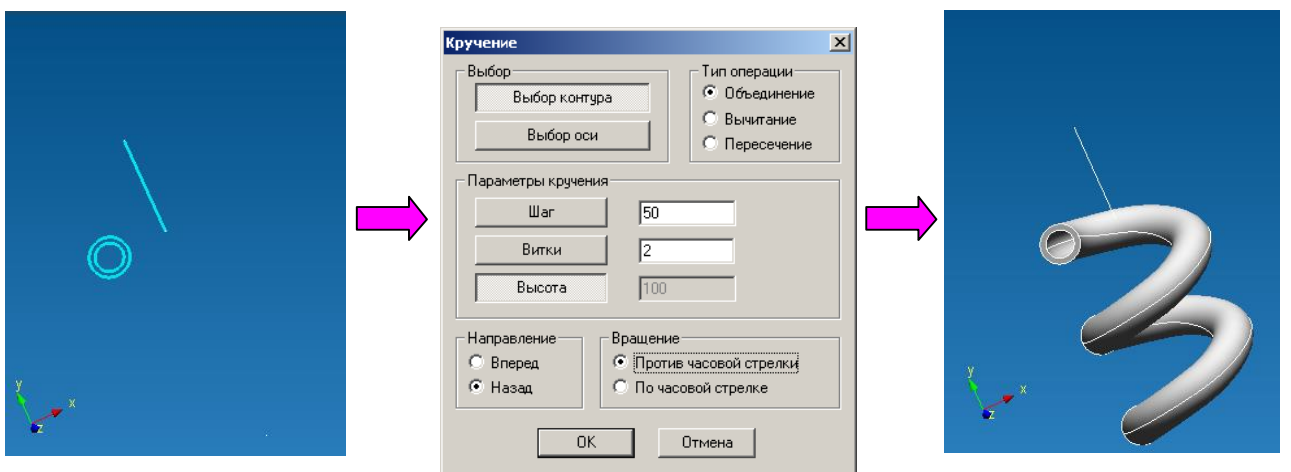 Кручение
Выбор
Выбор контура
Выбор оси
Тип операции
Объединение
Вычитание
Пересечение
Параметры кручения
Шаг 50
Витки 2
Высота 100
Направление
Вперед
Назад
Вращение
Против часовой стрелки
По часовой стрелке
OK Отмена
y
x
z
y
x
z